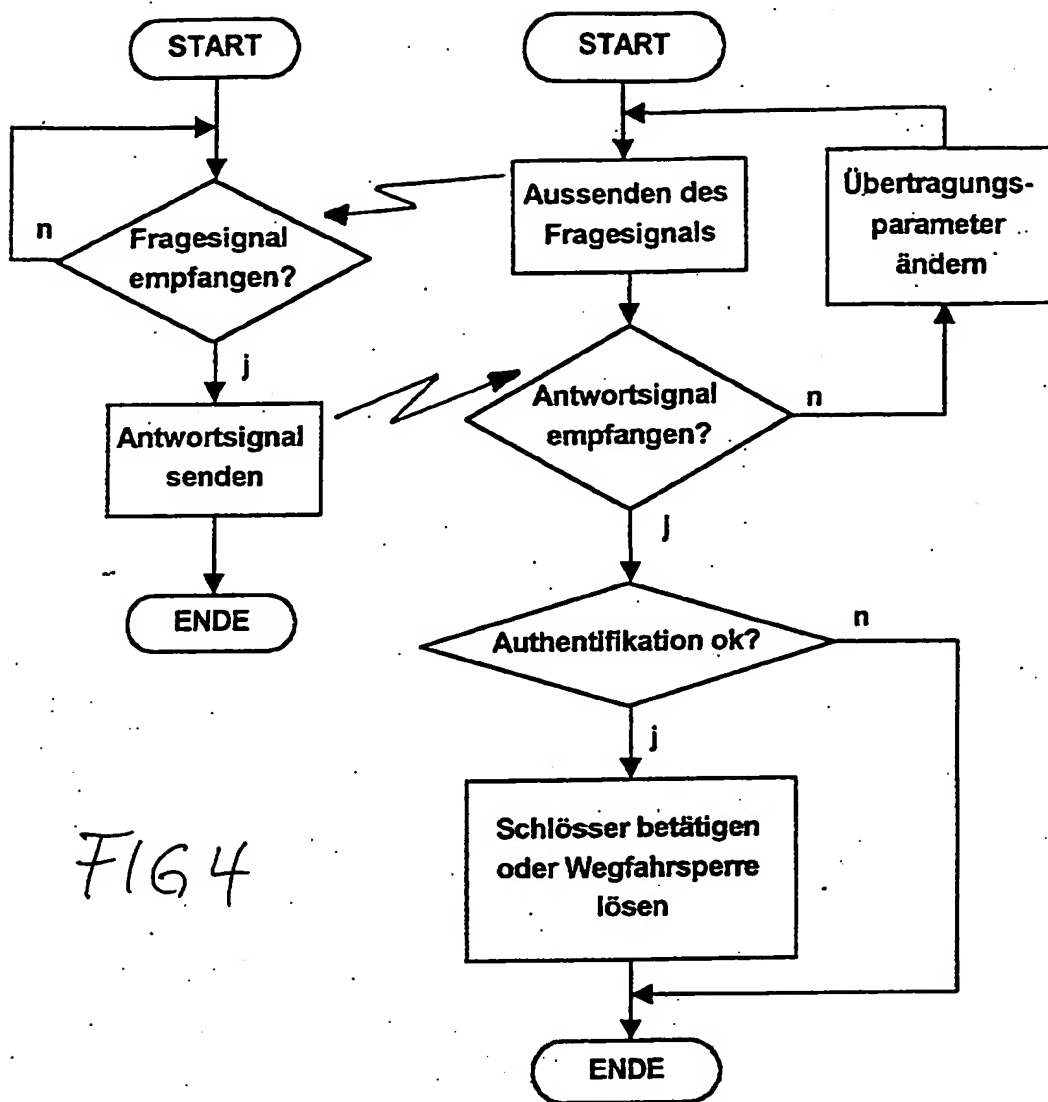 START
n
Fragesignal
empfangen?
j
Antwortsignal
senden
ENDE
START
Aussenden des
Fragesignals
Übertragungs-
parameter
ändern
Antwortsignal
empfangen?
n
j
Authentifikation ok?
n
j
Schlösser betätigen
oder Wegfahrsperre
lösen
ENDE
FIG 4